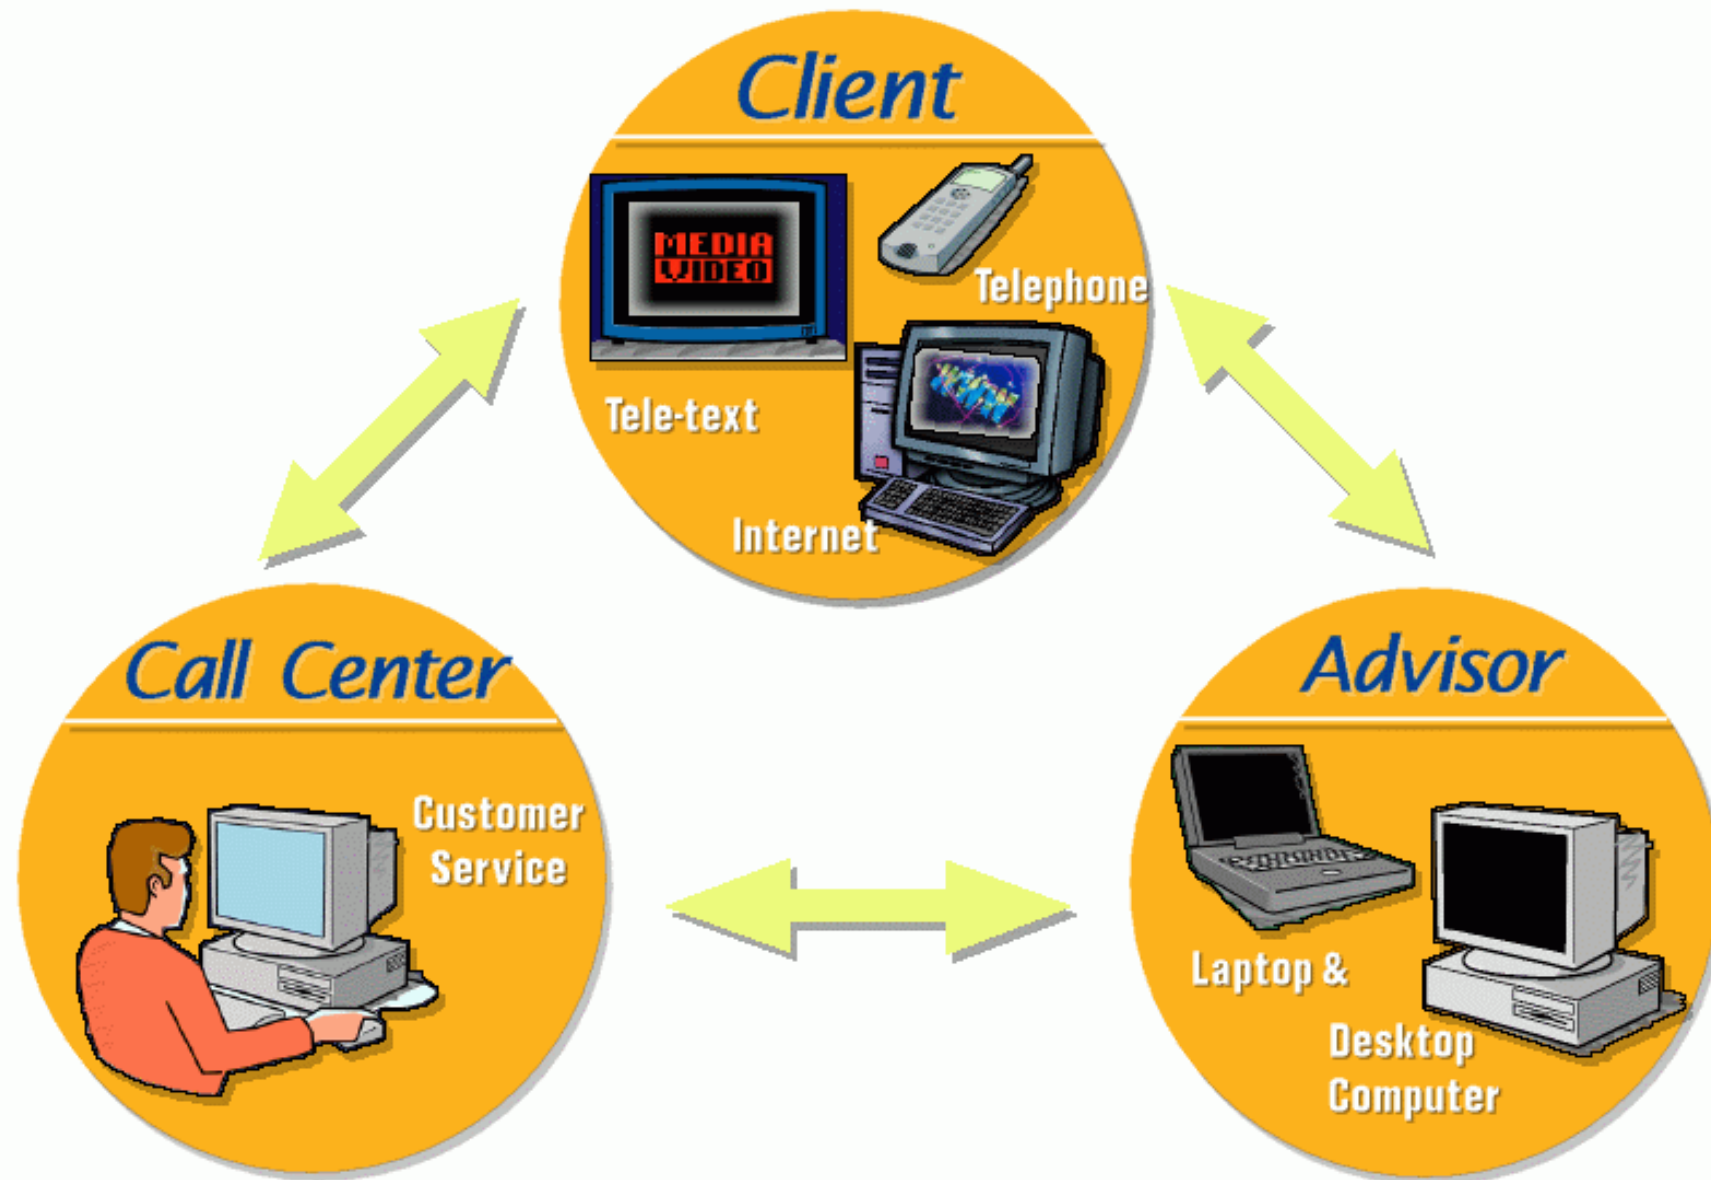 Client
MEDIA
VIDEO
Telephone
Tele-text
Internet
Call Center
Customer
Service
Advisor
Laptop &
Desktop
Computer